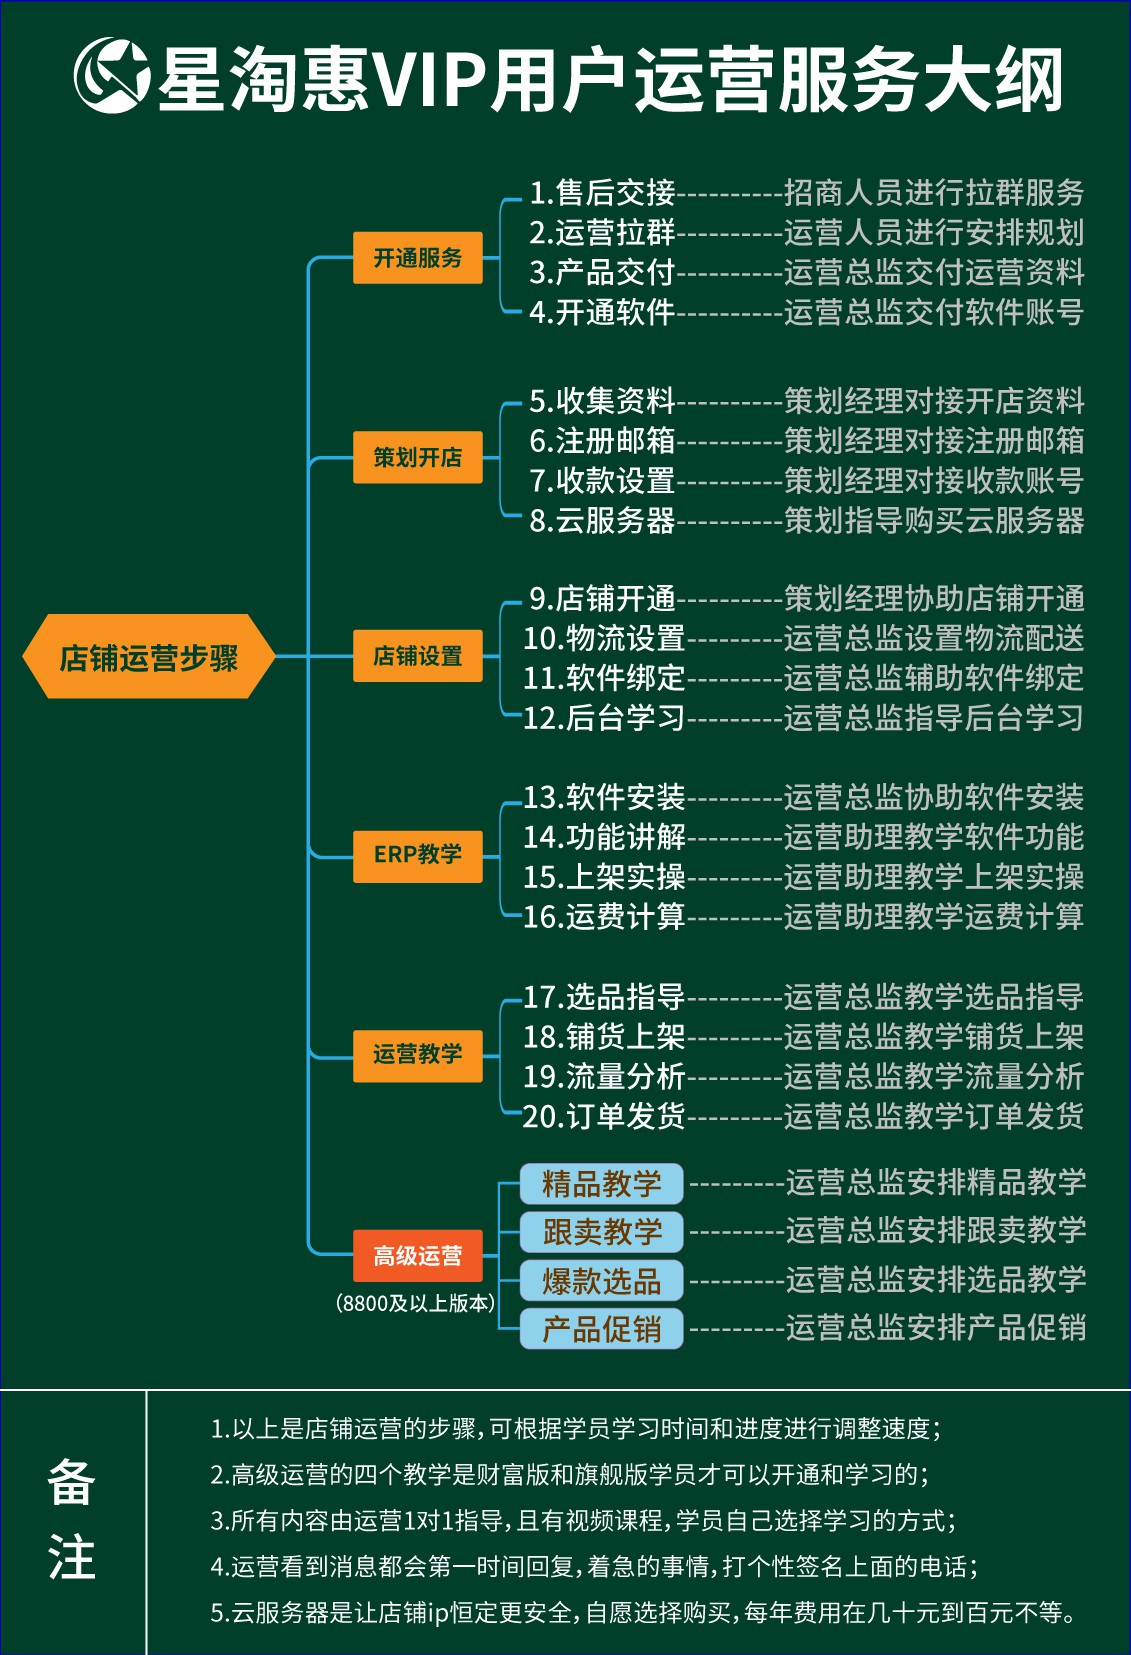 星淘惠VIP用户运营服务大纲
1.售后交接----------招商人员进行拉群服务
2.运营拉群----------运营人员进行安排规划
开通服务
3.产品交付----------运营总监交付运营资料
4.开通软件----------运营总监交付软件账号
5.收集资料----------策划经理对接开店资料
6.注册邮箱----------策划经理对接注册邮箱
策划开店
7.收款设置----------策划经理对接收款账号
8.云服务器----------策划指导购买云服务器
9.店铺开通----------策划经理协助店铺开通
10.物流设置---------运营总监设置物流配送
店铺运营步骤
店铺设置
11.软件绑定---------运营总监辅助软件绑定
12.后台学习---------运营总监指导后台学习
13.软件安装---------运营总监协助软件安装
14.功能讲解---------运营助理教学软件功能
ERP教学
15.上架实操---------运营助理教学上架实操
16.运费计算---------运营助理教学运费计算
17.选品指导---------运营总监教学选品指导
18.铺货上架---------运营总监教学铺货上架
运营教学
19.流量分析---------运营总监教学流量分析
20.订单发货---------运营总监教学订单发货
精品教学---------运营总监安排精品教学
跟卖教学---------运营总监安排跟卖教学
高级运营
(8800及以上版本)
爆款选品---------运营总监安排选品教学
产品促销---------运营总监安排产品促销
备注
1.以上是店铺运营的步骤，可根据学员学习时间和进度进行调整速度；
2.高级运营的四个教学是财富版和旗舰版学员才可以开通和学习的；
3.所有内容由运营1对1指导，且有视频课程，学员自己选择学习的方式；
4.运营看到消息都会第一时间回复，着急的事情，打个性签名上面的电话；
5.云服务器是让店铺ip恒定更安全，自愿选择购买，每年费用在几十元到百元不等。